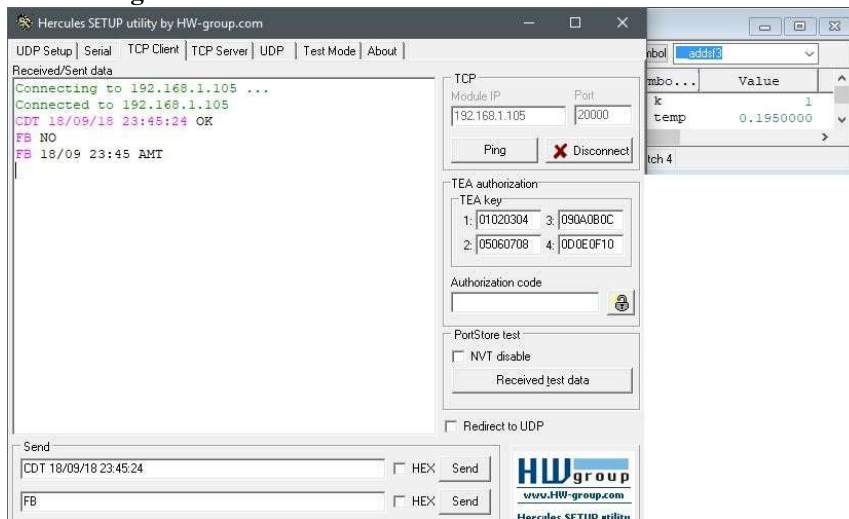 Hercules SETUP utility by HW-group.com
UDP Setup Serial TCP Client TCP Server UDP Test Mode About
Received/Sent data
Connecting to 192.168.1.105 ...
Connected to 192.168.1.105
CDT 18/09/18 23:45:24 OK
FB NO
FB 18/09 23:45 AMT
TCP
Module IP Port
192.168.1.105 20000
Ping Disconnect
TEA authorization
TEA key
1: 01020304 3: 090A0B0C
2: 05060708 4: 0D0E0F10
Authorization code
PortStore test
NVT disable
Received test data
Redirect to UDP
Send
CDT 18/09/18 23:45:24 HEX Send
FB HEX Send
HWgroup
www.HW-group.com
Hercules SETUP utility
nbol __addsf3
mbo... Value
k 1
temp 0.1950000
tch 4